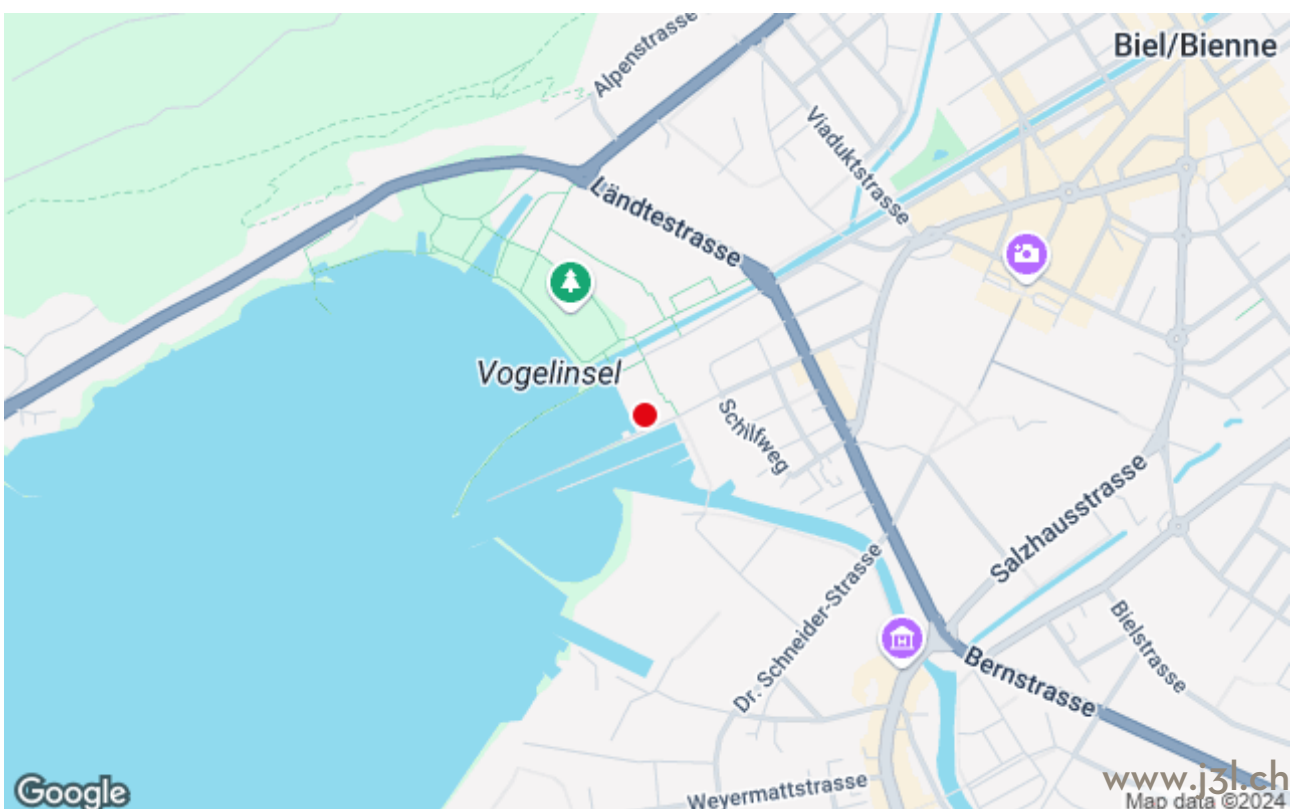 Biel/Bienne
Alpenstrasse
Viaduktstrasse
Ländtestrasse
Vogelinsel
Schilfweg
Salzhausstrasse
Dr. Schneider-Strasse
Bielstrasse
H
Bernstrasse
www.j3l.ch
Google
Weyermattstrasse
Map data ©2024